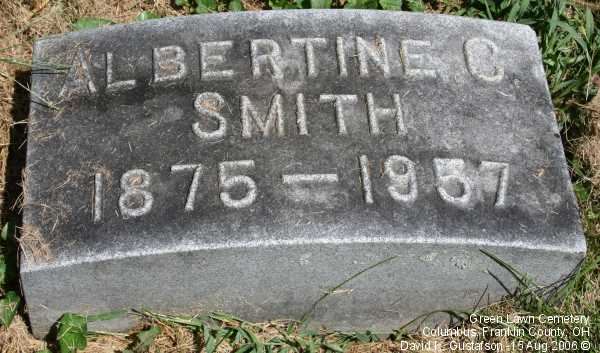 ALBERTINE C.
SMITH
1875–1957
Green Lawn Cemetery
Columbus, Franklin County, OH
David K. Gustafson -15 Aug 2006 ©